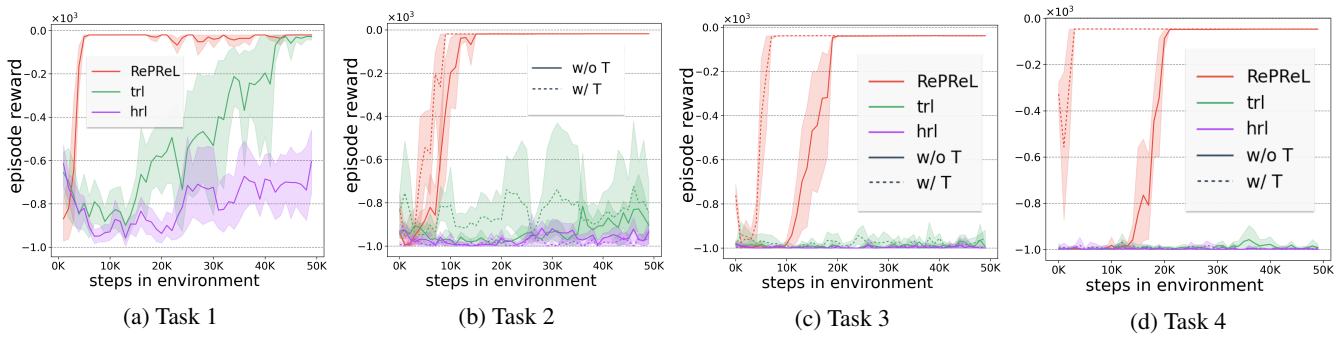 ×10³
0.0
−0.2
−0.4
−0.6
−0.8
−1.0
episode reward
RePReL
trl
hrl
0K 10K 20K 30K 40K 50K
steps in environment
(a) Task 1
×10³
0.0
−0.2
−0.4
−0.6
−0.8
−1.0
episode reward
w/o T
w/ T
0K 10K 20K 30K 40K 50K
steps in environment
(b) Task 2
×10³
0.0
−0.2
−0.4
−0.6
−0.8
−1.0
episode reward
RePReL
trl
hrl
w/o T
w/ T
0K 10K 20K 30K 40K 50K
steps in environment
(c) Task 3
×10³
0.0
−0.2
−0.4
−0.6
−0.8
−1.0
episode reward
RePReL
trl
hrl
w/o T
w/ T
0K 10K 20K 30K 40K 50K
steps in environment
(d) Task 4